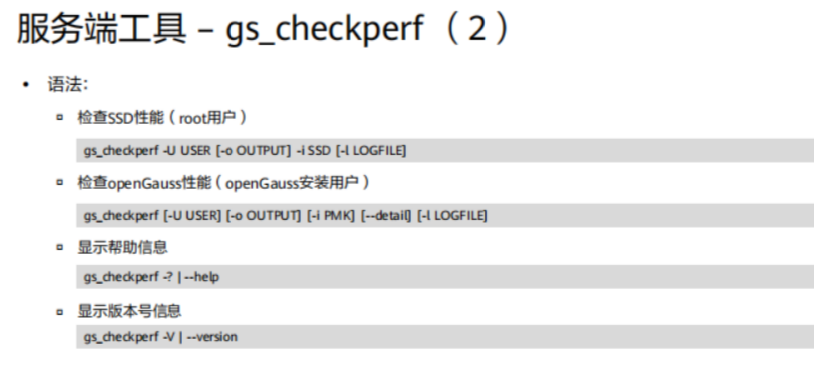 服务端工具 – gs_checkperf （2）
• 语法：
▫ 检查SSD性能（root用户）
gs_checkperf -U USER [-o OUTPUT] -i SSD [-l LOGFILE]
▫ 检查openGauss性能（openGauss安装用户）
gs_checkperf [-U USER] [-o OUTPUT] [-i PMK] [--detail] [-l LOGFILE]
▫ 显示帮助信息
gs_checkperf -? | --help
▫ 显示版本号信息
gs_checkperf -V | --version